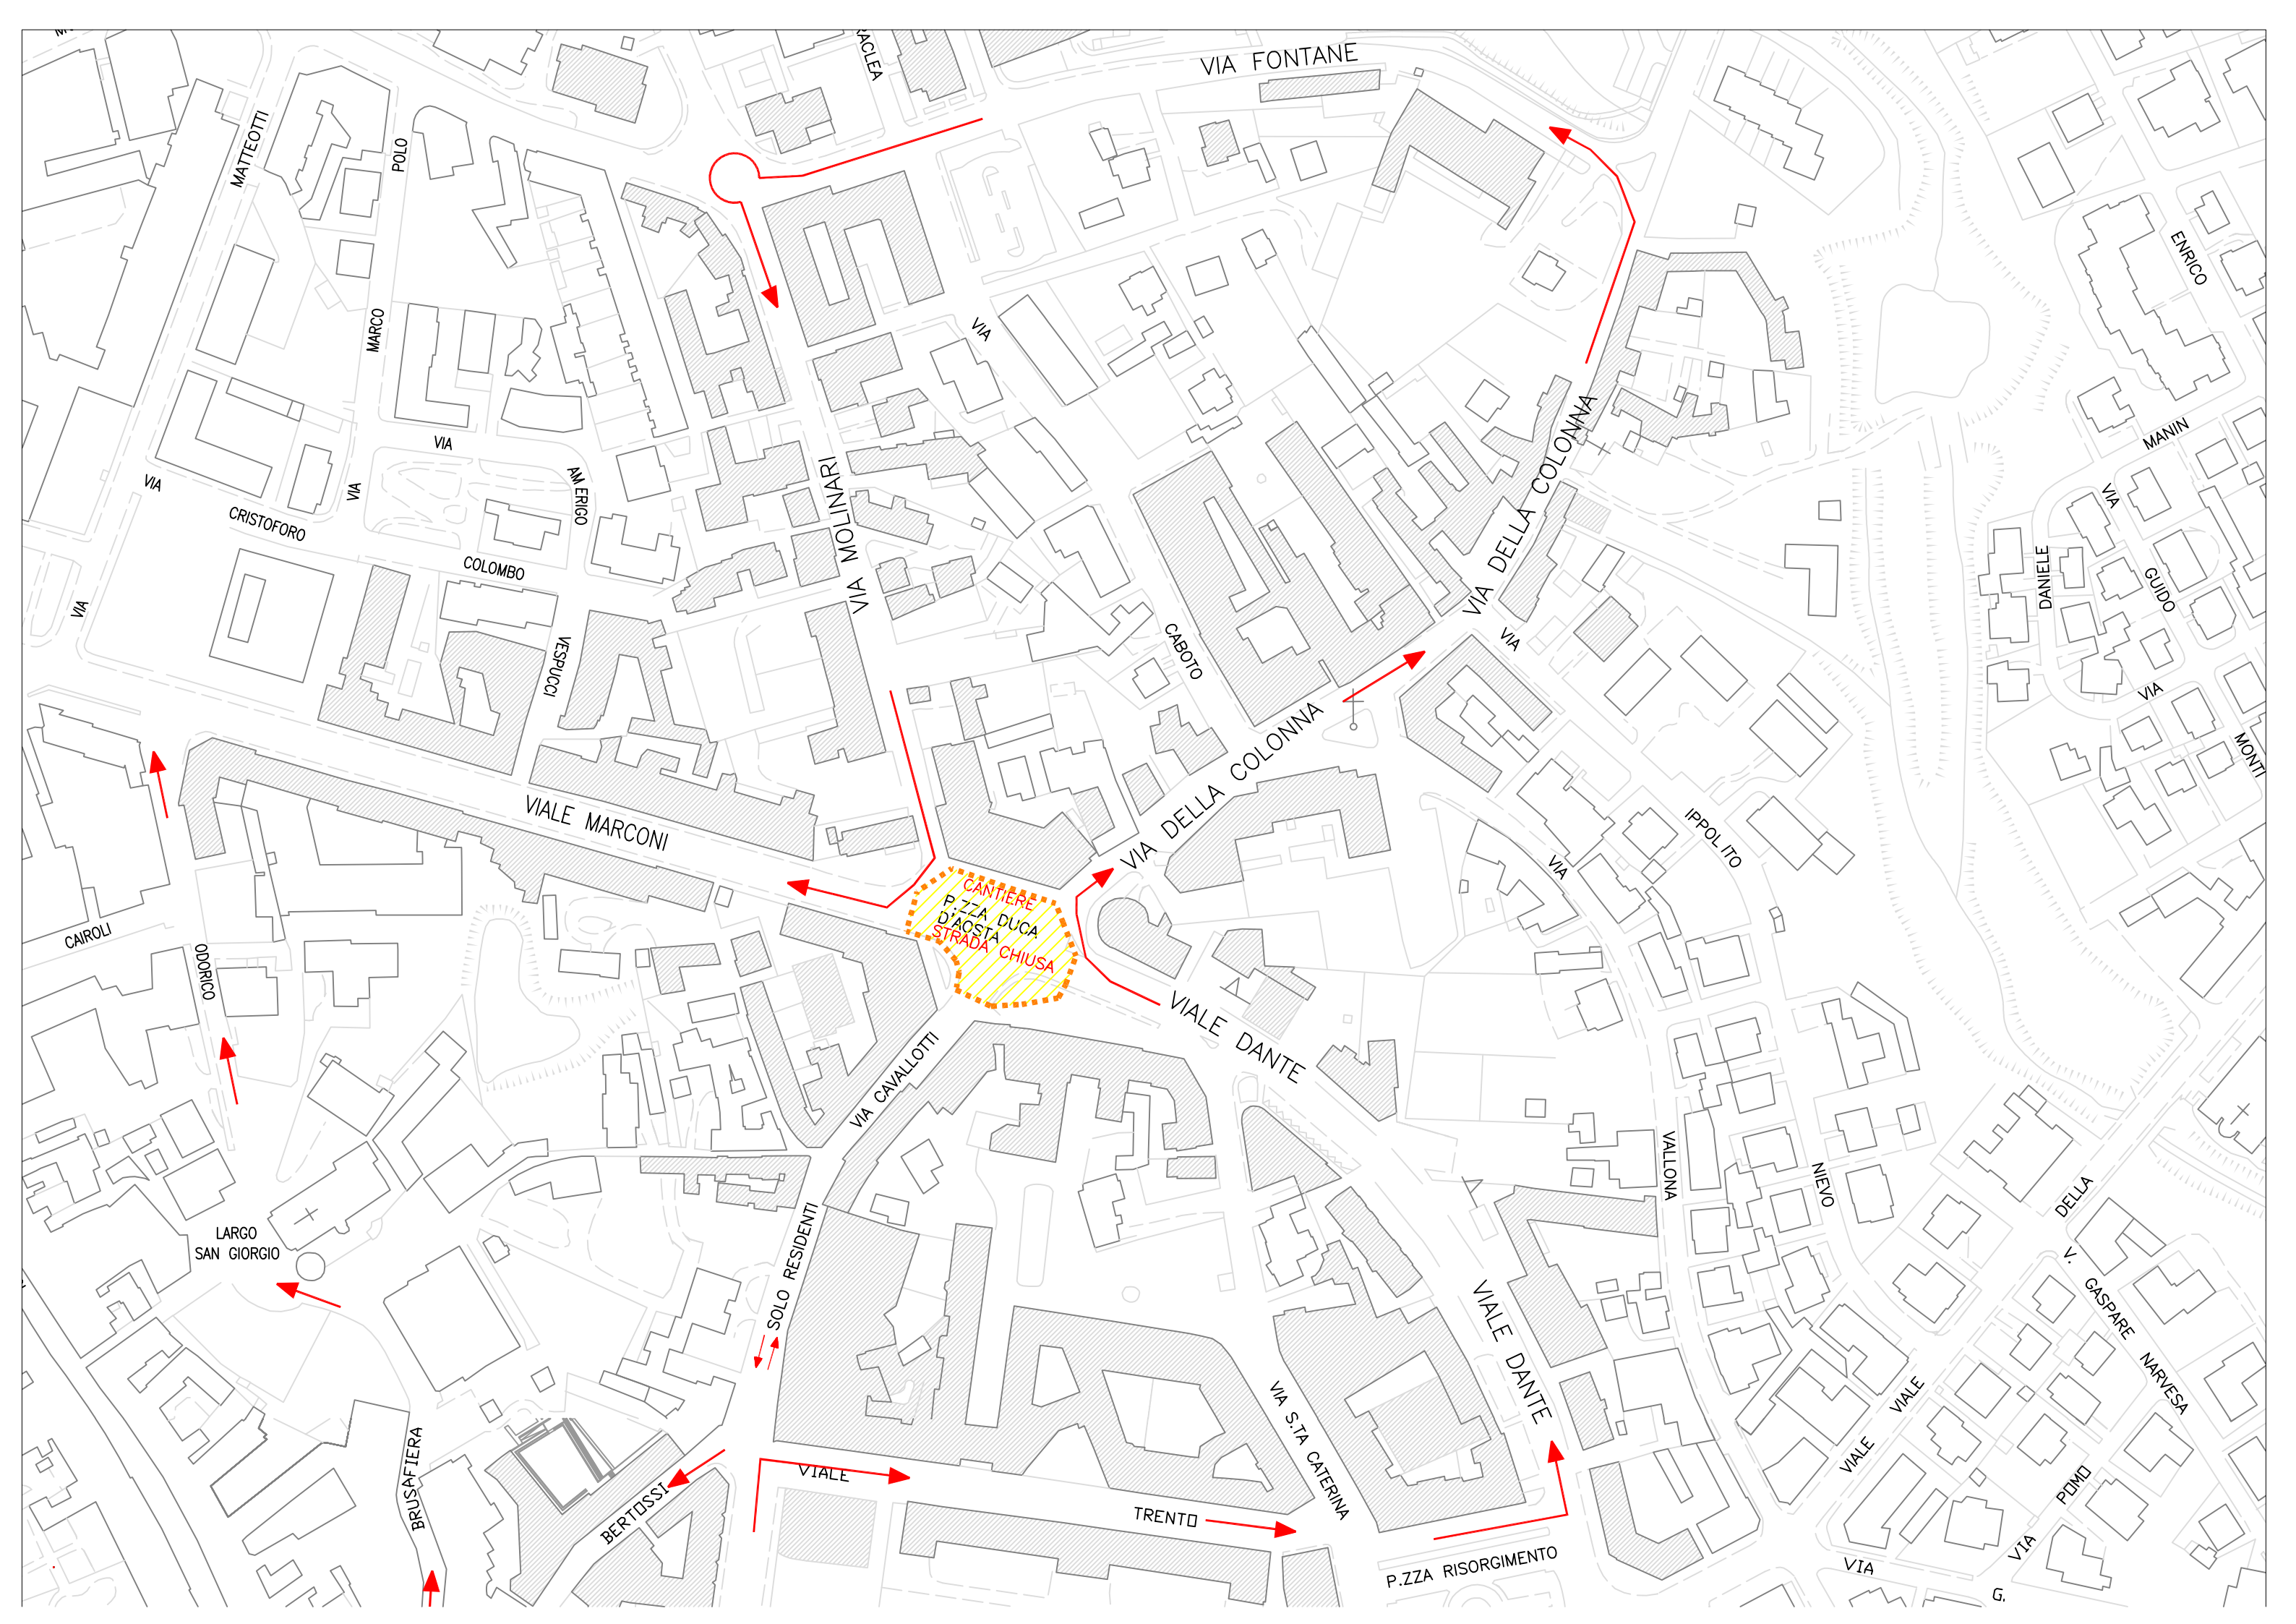 RACLEA
VIA FONTANE
MATTEOTTI
POLO
ENRICO
MARCO
VIA
VIA
VIA
VIA
AMERIGO
VIA MOLINARI
VIA DELLA COLONNA
MANIN
VIA
CRISTOFORO
COLOMBO
VIA
DANIELE
GUIDO
VESPUCCI
CABOTO
VIA
VIA
MONTI
VIALE MARCONI
VIA DELLA COLONNA
IPPOLITO
VIA
CANTIERE
P.ZZA DUCA
D'AOSTA
STRADA CHIUSA
CAIROLI
ODORICO
VIALE DANTE
VIA CAVALLOTTI
VALLONA
NIEVO
DELLA
LARGO
SAN GIORGIO
SOLO RESIDENTI
V. GASPARE
NARVESA
VIALE DANTE
VIA S.TA CATERINA
VIALE
VIALE
BRUSAFIERA
BERTOSSI
VIALE
TRENTO
POMO
P.ZZA RISORGIMENTO
VIA
VIA
G.